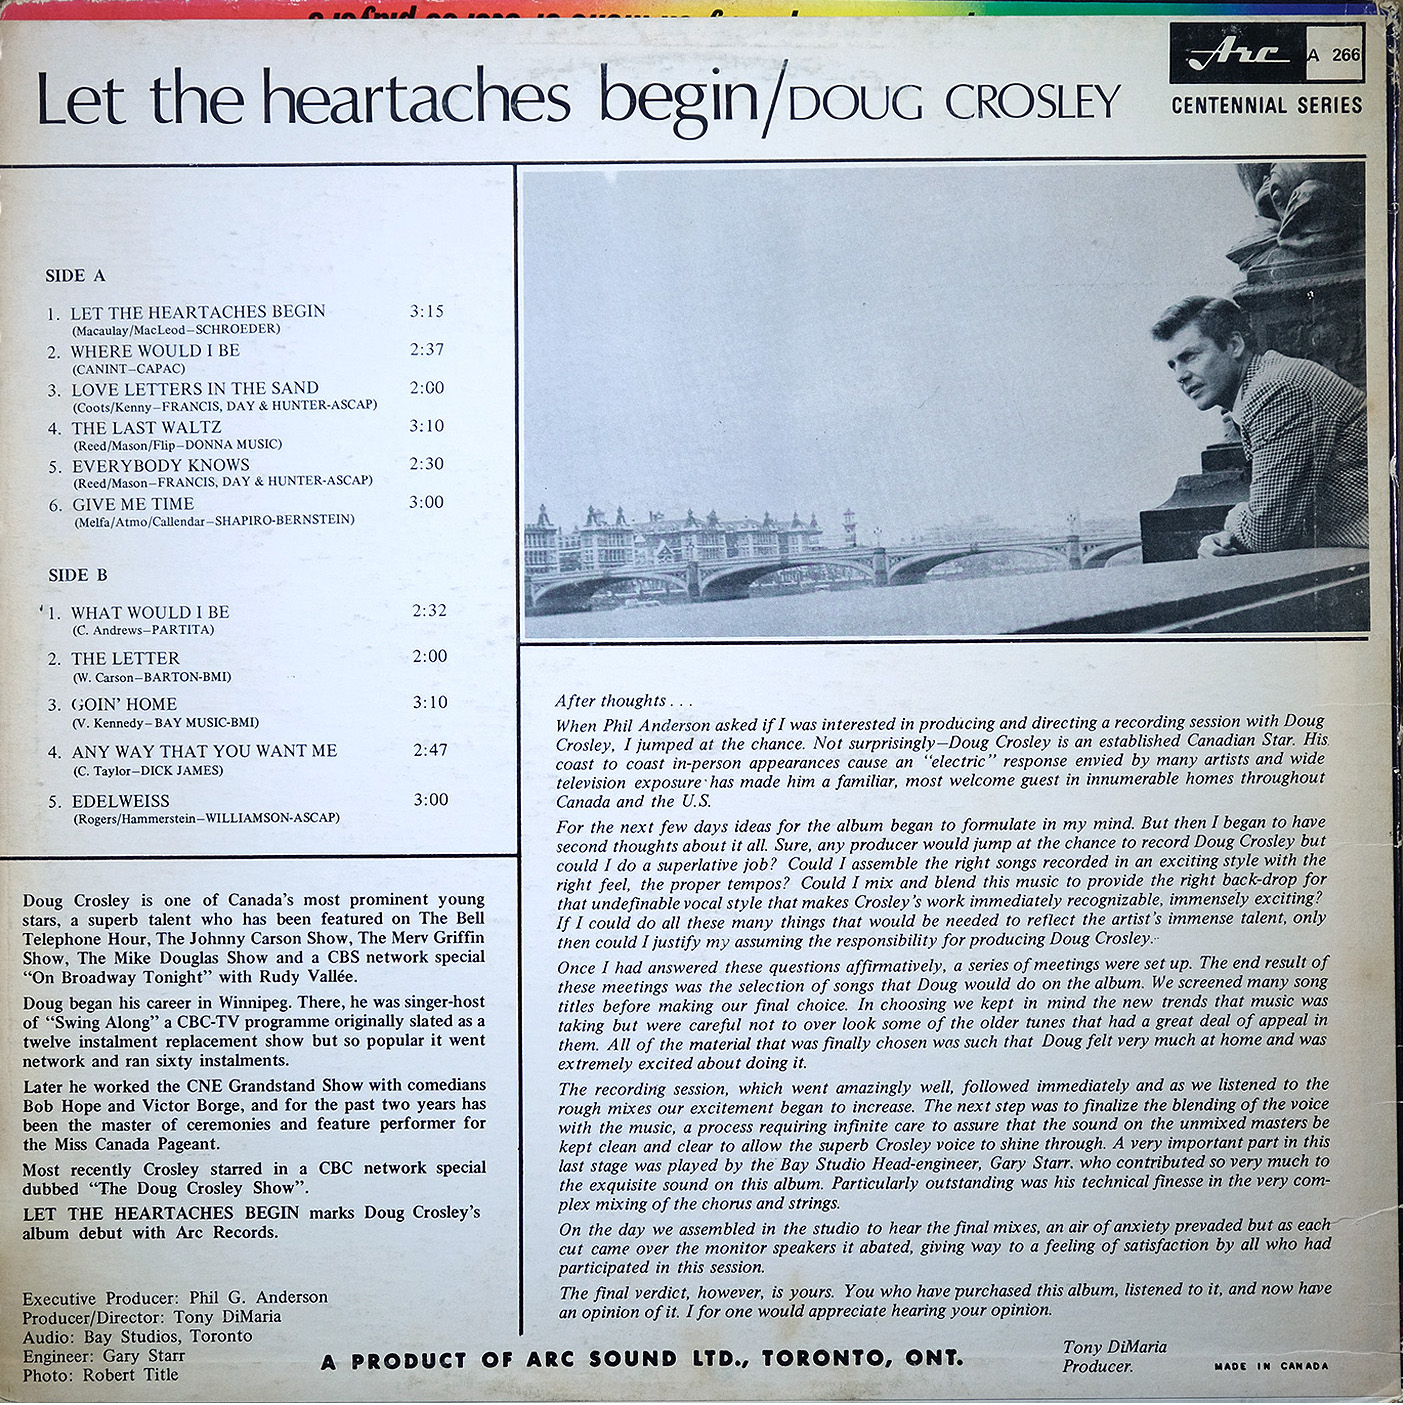 Arc A 266
CENTENNIAL SERIES
Let the heartaches begin/DOUG CROSLEY
SIDE A
1. LET THE HEARTACHES BEGIN 3:15
(Macaulay/MacLeod–SCHROEDER)
2. WHERE WOULD I BE 2:37
(CANINT–CAPAC)
3. LOVE LETTERS IN THE SAND 2:00
(Coots/Kenny–FRANCIS, DAY & HUNTER-ASCAP)
4. THE LAST WALTZ 3:10
(Reed/Mason/Flip–DONNA MUSIC)
5. EVERYBODY KNOWS 2:30
(Reed/Mason–FRANCIS, DAY & HUNTER-ASCAP)
6. GIVE ME TIME 3:00
(Melfa/Atmo/Callendar–SHAPIRO-BERNSTEIN)
SIDE B
1. WHAT WOULD I BE 2:32
(C. Andrews–PARTITA)
2. THE LETTER 2:00
(W. Carson–BARTON-BMI)
3. GOIN' HOME 3:10
(V. Kennedy–BAY MUSIC-BMI)
4. ANY WAY THAT YOU WANT ME 2:47
(C. Taylor–DICK JAMES)
5. EDELWEISS 3:00
(Rogers/Hammerstein–WILLIAMSON-ASCAP)
Doug Crosley is one of Canada's most prominent young
stars, a superb talent who has been featured on The Bell
Telephone Hour, The Johnny Carson Show, The Merv Griffin
Show, The Mike Douglas Show and a CBS network special
“On Broadway Tonight” with Rudy Vallée.
Doug began his career in Winnipeg. There, he was singer-host
of “Swing Along” a CBC-TV programme originally slated as a
twelve instalment replacement show but so popular it went
network and ran sixty instalments.
Later he worked the CNE Grandstand Show with comedians
Bob Hope and Victor Borge, and for the past two years has
been the master of ceremonies and feature performer for
the Miss Canada Pageant.
Most recently Crosley starred in a CBC network special
dubbed “The Doug Crosley Show”.
LET THE HEARTACHES BEGIN marks Doug Crosley's
album debut with Arc Records.
Executive Producer: Phil G. Anderson
Producer/Director: Tony DiMaria
Audio: Bay Studios, Toronto
Engineer: Gary Starr
Photo: Robert Title
After thoughts . . .
When Phil Anderson asked if I was interested in producing and directing a recording session with Doug
Crosley, I jumped at the chance. Not surprisingly–Doug Crosley is an established Canadian Star. His
coast to coast in-person appearances cause an “electric” response envied by many artists and wide
television exposure has made him a familiar, most welcome guest in innumerable homes throughout
Canada and the U.S.
For the next few days ideas for the album began to formulate in my mind. But then I began to have
second thoughts about it all. Sure, any producer would jump at the chance to record Doug Crosley but
could I do a superlative job? Could I assemble the right songs recorded in an exciting style with the
right feel, the proper tempos? Could I mix and blend this music to provide the right back-drop for
that undefinable vocal style that makes Crosley's work immediately recognizable, immensely exciting?
If I could do all these many things that would be needed to reflect the artist's immense talent, only
then could I justify my assuming the responsibility for producing Doug Crosley.
Once I had answered these questions affirmatively, a series of meetings were set up. The end result of
these meetings was the selection of songs that Doug would do on the album. We screened many song
titles before making our final choice. In choosing we kept in mind the new trends that music was
taking but were careful not to over look some of the older tunes that had a great deal of appeal in
them. All of the material that was finally chosen was such that Doug felt very much at home and was
extremely excited about doing it.
The recording session, which went amazingly well, followed immediately and as we listened to the
rough mixes our excitement began to increase. The next step was to finalize the blending of the voice
with the music, a process requiring infinite care to assure that the sound on the unmixed masters be
kept clean and clear to allow the superb Crosley voice to shine through. A very important part in this
last stage was played by the Bay Studio Head-engineer, Gary Starr. who contributed so very much to
the exquisite sound on this album. Particularly outstanding was his technical finesse in the very com-
plex mixing of the chorus and strings.
On the day we assembled in the studio to hear the final mixes, an air of anxiety prevaded but as each
cut came over the monitor speakers it abated, giving way to a feeling of satisfaction by all who had
participated in this session.
The final verdict, however, is yours. You who have purchased this album, listened to it, and now have
an opinion of it. I for one would appreciate hearing your opinion.
Tony DiMaria
Producer.
A PRODUCT OF ARC SOUND LTD., TORONTO, ONT.
MADE IN CANADA